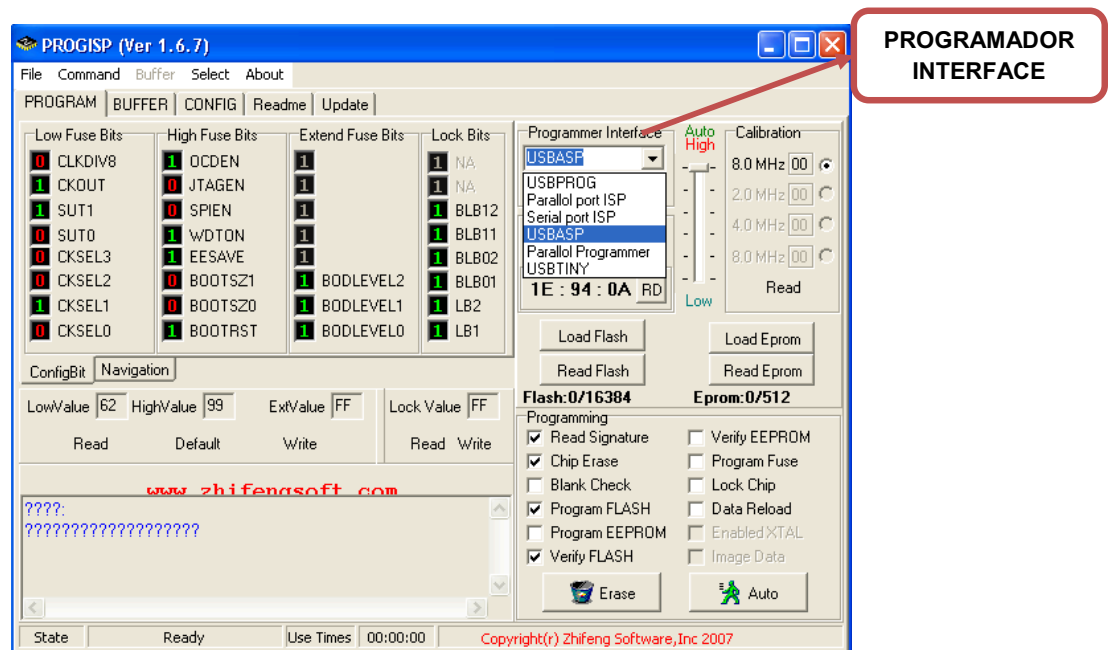 PROGRAMADOR
INTERFACE
PROGISP (Ver 1.6.7)
File Command Buffer Select About
PROGRAM BUFFER CONFIG Readme Update
Low Fuse Bits
0 CLKDIV8
1 CKOUT
1 SUT1
0 SUT0
0 CKSEL3
0 CKSEL2
1 CKSEL1
0 CKSEL0
High Fuse Bits
1 OCDEN
0 JTAGEN
0 SPIEN
1 WDTON
1 EESAVE
0 BOOTSZ1
0 BOOTSZ0
1 BOOTRST
Extend Fuse Bits
1
1
1
1
1
1 BODLEVEL2
1 BODLEVEL1
1 BODLEVEL0
Lock Bits
1 NA
1 NA
1 BLB12
1 BLB11
1 BLB02
1 BLB01
1 LB2
1 LB1
ConfigBit Navigation
LowValue 62 HighValue 99 ExtValue FF Lock Value FF
Read Default Write Read Write
www.zhifengsoft.com
????:
???????????????????
Programmer Interface
USBASP
USBPROG
Parallol port ISP
Serial port ISP
USBASP
Parallol Programmer
USBTINY
1E : 94 : 0A RD
Auto
High
Low
Calibration
8.0 MHz 00
2.0 MHz 00
4.0 MHz 00
8.0 MHz 00
Read
Load Flash Load Eprom
Read Flash Read Eprom
Flash:0/16384 Eprom:0/512
Programming
Read Signature Verify EEPROM
Chip Erase Program Fuse
Blank Check Lock Chip
Program FLASH Data Reload
Program EEPROM Enabled XTAL
Verify FLASH Image Data
Erase Auto
State Ready Use Times 00:00:00 Copyright(r) Zhifeng Software,Inc 2007